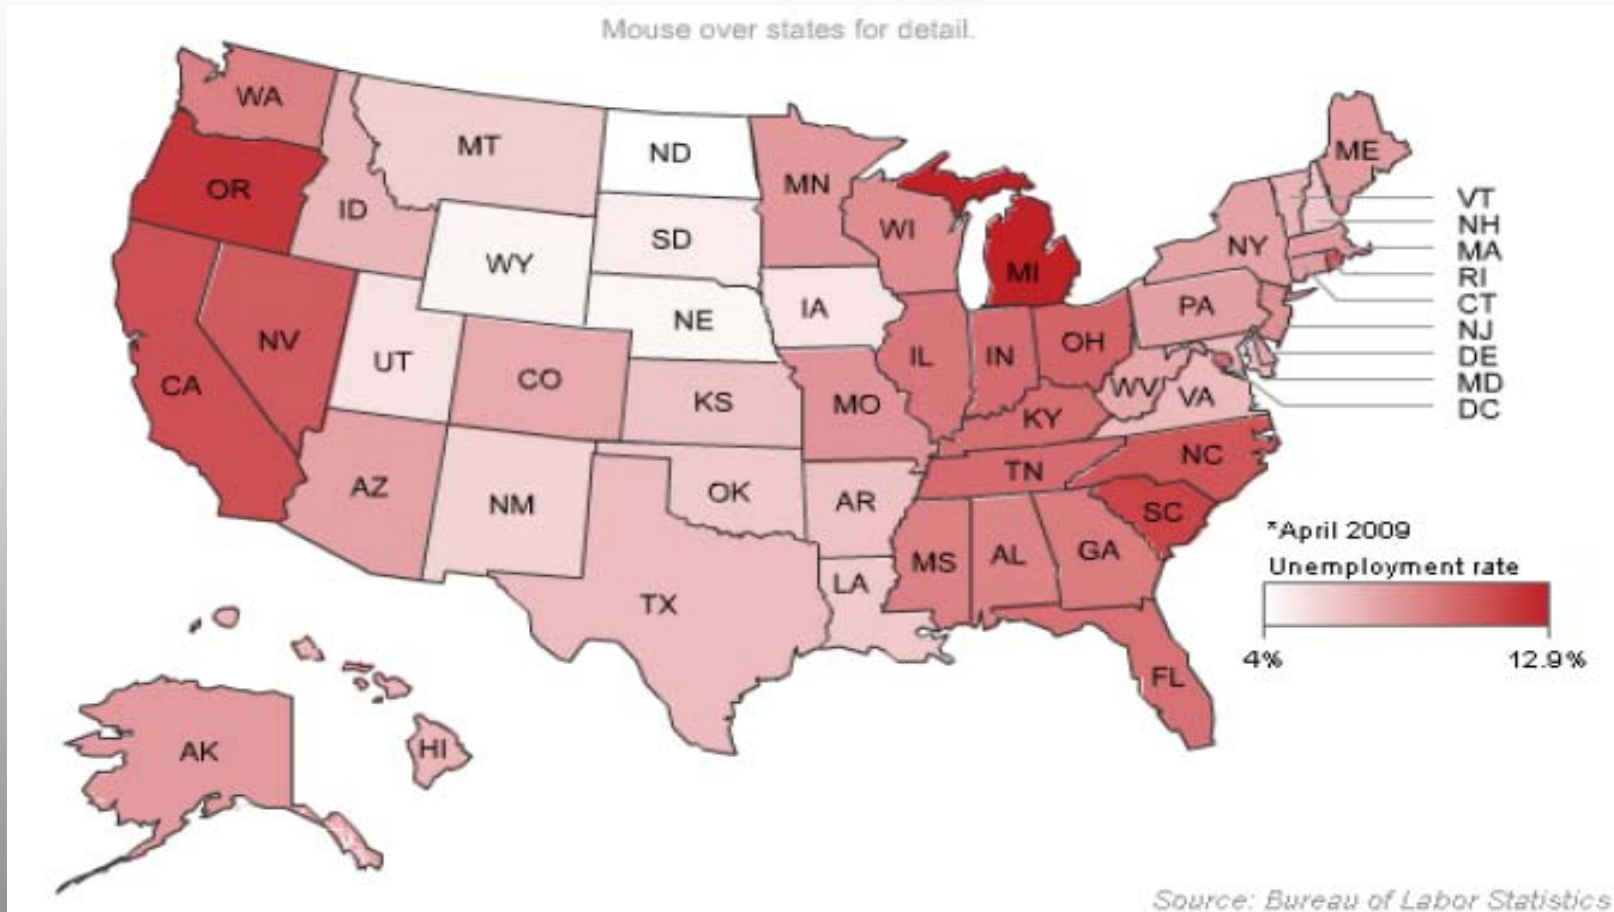 Mouse over states for detail.
WA
MT
ND
MN
ME
OR
ID
SD
WI
VT
NH
WY
MI
NY
MA
RI
NE
IA
PA
CT
NV
UT
CO
IL
IN
OH
NJ
DE
CA
KS
MO
WV
VA
MD
DC
KY
AZ
NM
OK
AR
TN
NC
SC
MS
AL
GA
TX
LA
*April 2009
Unemployment rate
4%
12.9%
FL
AK
HI
Source: Bureau of Labor Statistics